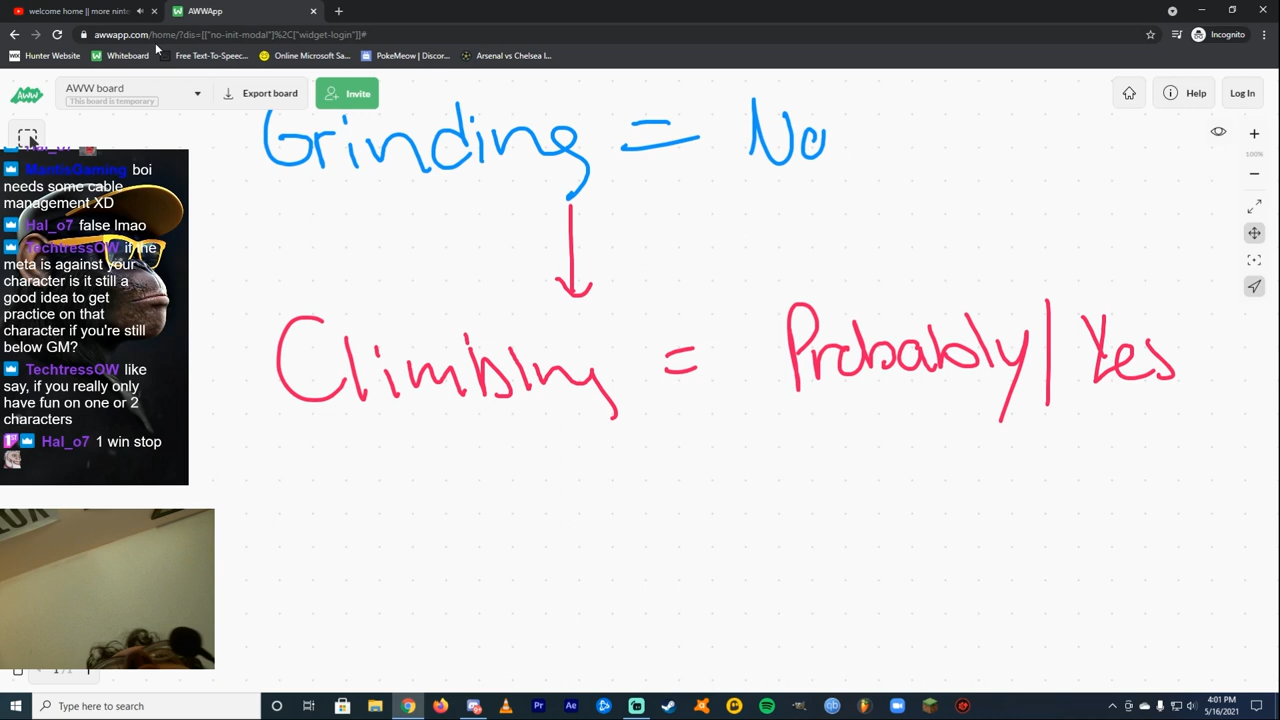 welcome home || more ninte
AWWApp
awwapp.com/home/?dis=[["no-init-modal"]%2C["widget-login"]]#
Incognito
Hunter Website
Whiteboard
Free Text-To-Speec...
Online Microsoft Sa...
PokeMeow | Discor...
Arsenal vs Chelsea l...
AWW board
This board is temporary
Export board
Invite
Help
Log In
100%
Grinding = No
Climbing = Probably/Yes
MantisGaming boi
needs some cable
management XD
Hal_o7 false lmao
TechtressOW if the
meta is against your
character is it still a
good idea to get
practice on that
character if you're still
below GM?
TechtressOW like
say, if you really only
have fun on one or 2
characters
Hal_o7 1 win stop
Type here to search
4:01 PM
5/16/2021